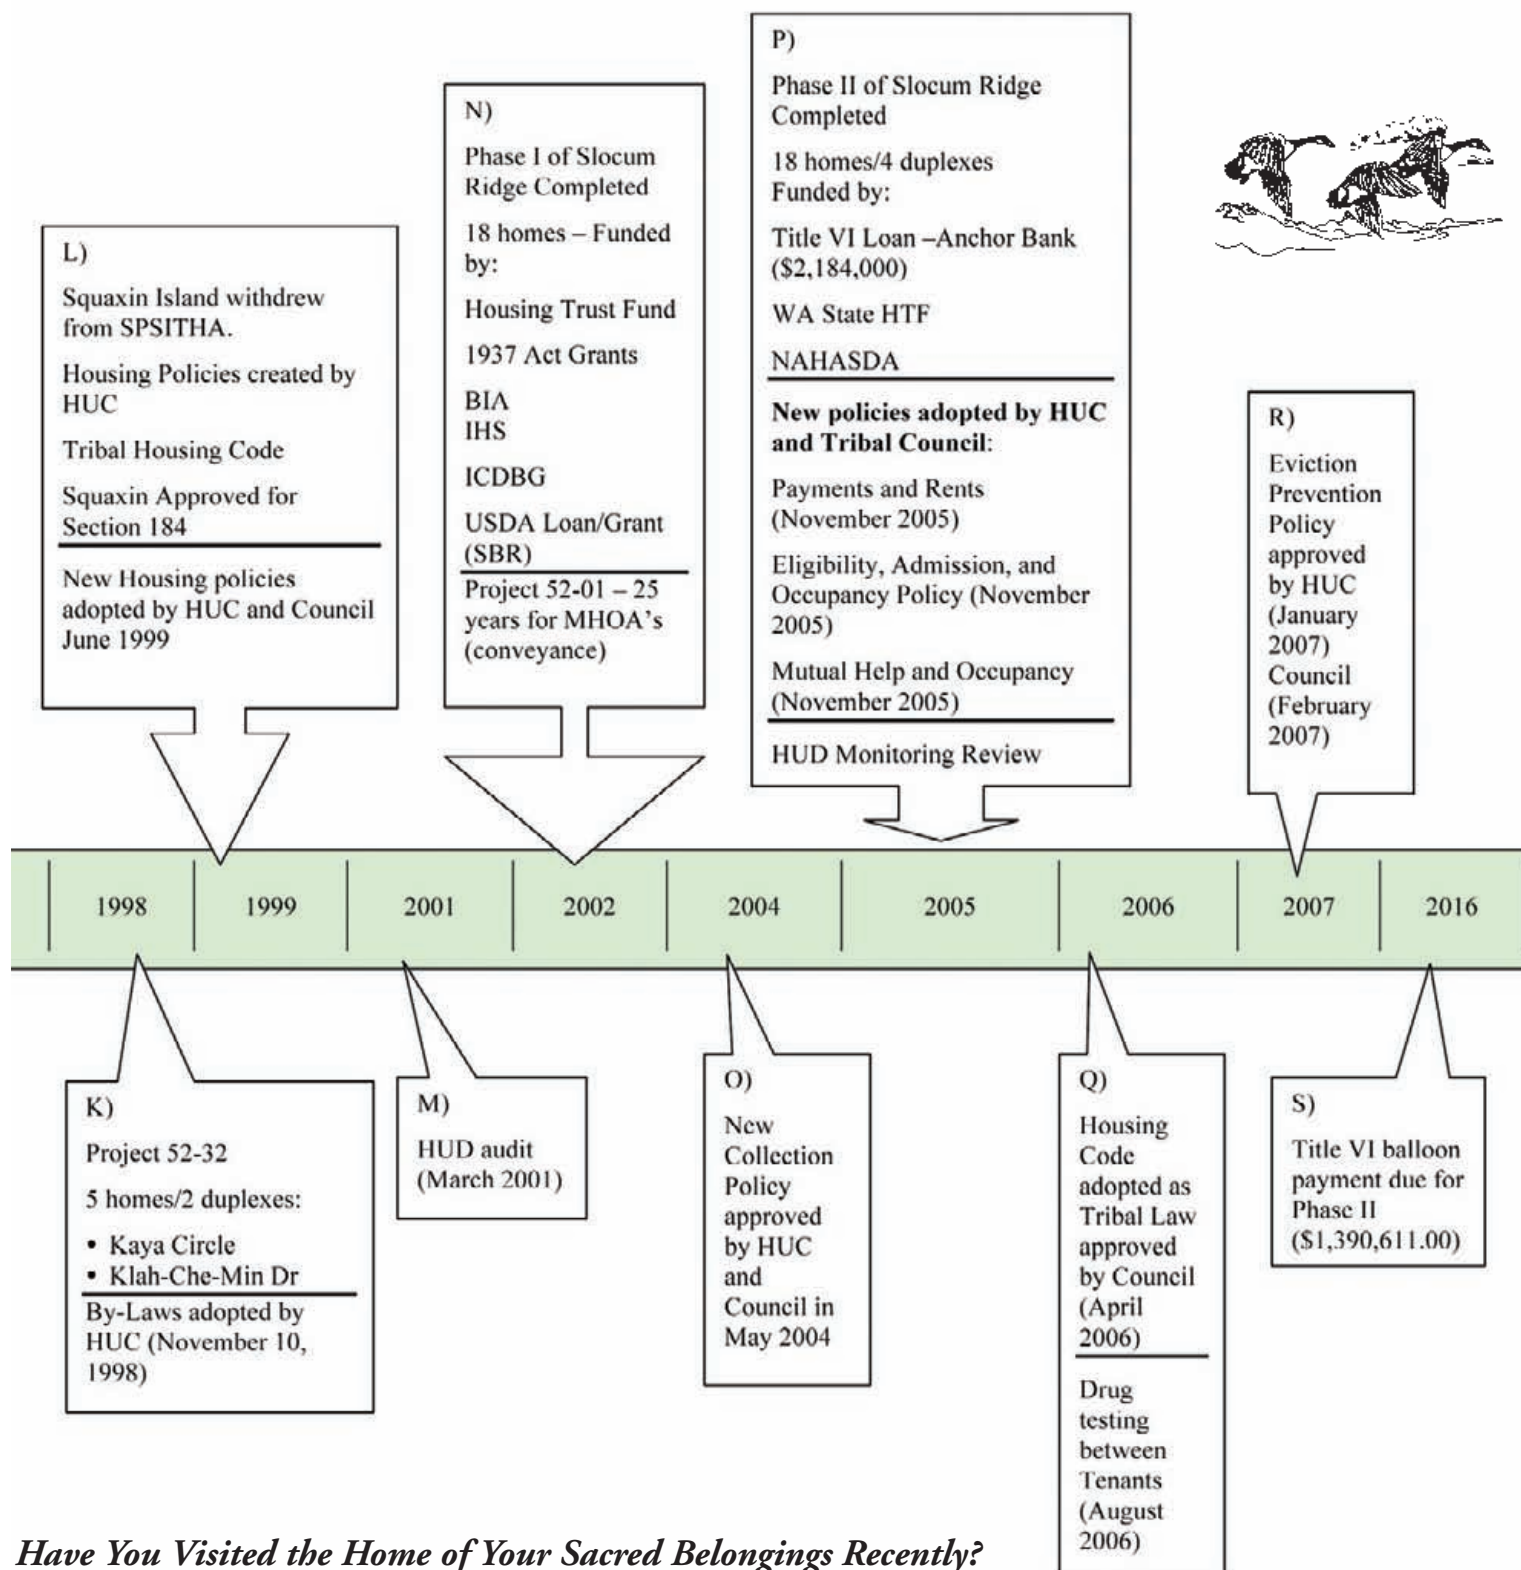 L)
Squaxin Island withdrew
from SPSITHA.
Housing Policies created by
HUC
Tribal Housing Code
Squaxin Approved for
Section 184
New Housing policies
adopted by HUC and Council
June 1999
N)
Phase I of Slocum
Ridge Completed
18 homes – Funded
by:
Housing Trust Fund
1937 Act Grants
BIA
IHS
ICDBG
USDA Loan/Grant
(SBR)
Project 52-01 – 25
years for MHOA's
(conveyance)
P)
Phase II of Slocum Ridge
Completed
18 homes/4 duplexes
Funded by:
Title VI Loan –Anchor Bank
($2,184,000)
WA State HTF
NAHASDA
New policies adopted by HUC
and Tribal Council:
Payments and Rents
(November 2005)
Eligibility, Admission, and
Occupancy Policy (November
2005)
Mutual Help and Occupancy
(November 2005)
HUD Monitoring Review
R)
Eviction
Prevention
Policy
approved
by HUC
(January
2007)
Council
(February
2007)
1998 1999 2001 2002 2004 2005 2006 2007 2016
K)
Project 52-32
5 homes/2 duplexes:
• Kaya Circle
• Klah-Che-Min Dr
By-Laws adopted by
HUC (November 10,
1998)
M)
HUD audit
(March 2001)
O)
New
Collection
Policy
approved
by HUC
and
Council in
May 2004
Q)
Housing
Code
adopted as
Tribal Law
approved
by Council
(April
2006)
Drug
testing
between
Tenants
(August
2006)
S)
Title VI balloon
payment due for
Phase II
($1,390,611.00)
Have You Visited the Home of Your Sacred Belongings Recently?